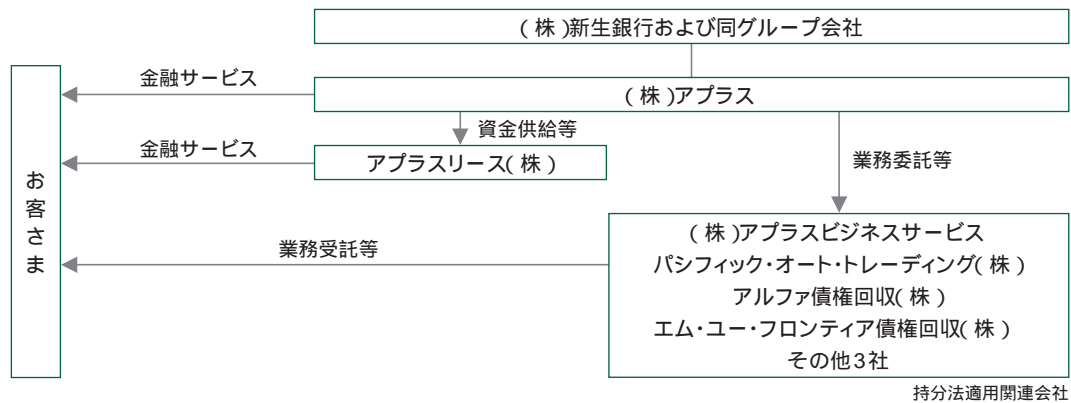 (株)新生銀行および同グループ会社
金融サービス
(株)アプラス
資金供給等
金融サービス
アプラスリース(株)
業務委託等
お客さま
(株)アプラスビジネスサービス
業務受託等
パシフィック・オート・トレーディング(株)
アルファ債権回収(株)
エム・ユー・フロンティア債権回収(株)
その他3社
持分法適用関連会社